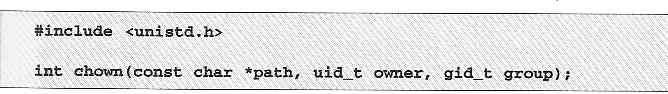 #include <unistd.h>
int chown(const char *path, uid_t owner, gid_t group);